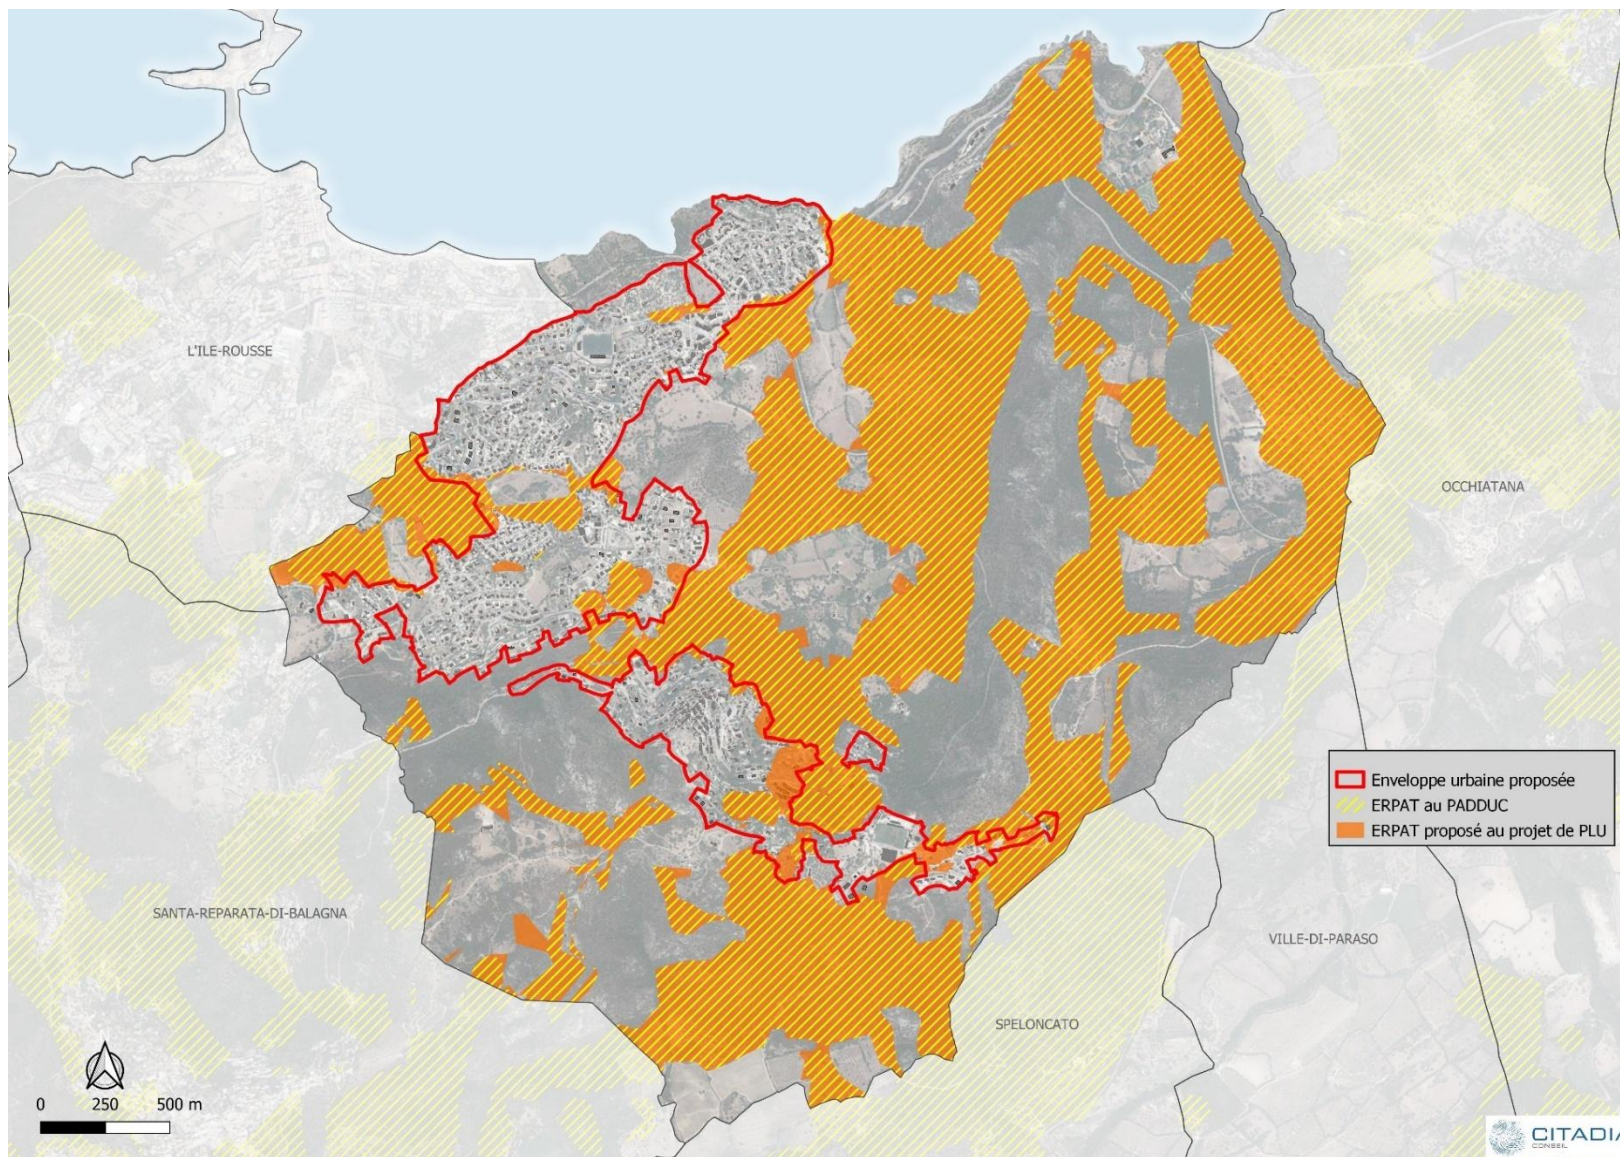 L'ILE-ROUSSE
OCCHIATANA
Enveloppe urbaine proposée
ERPAT au PADDUC
ERPAT proposé au projet de PLU
SANTA-REPARATA-DI-BALAGNA
VILLE-DI-PARASO
SPELONCATO
0 250 500 m
CITADIA
CONSEIL